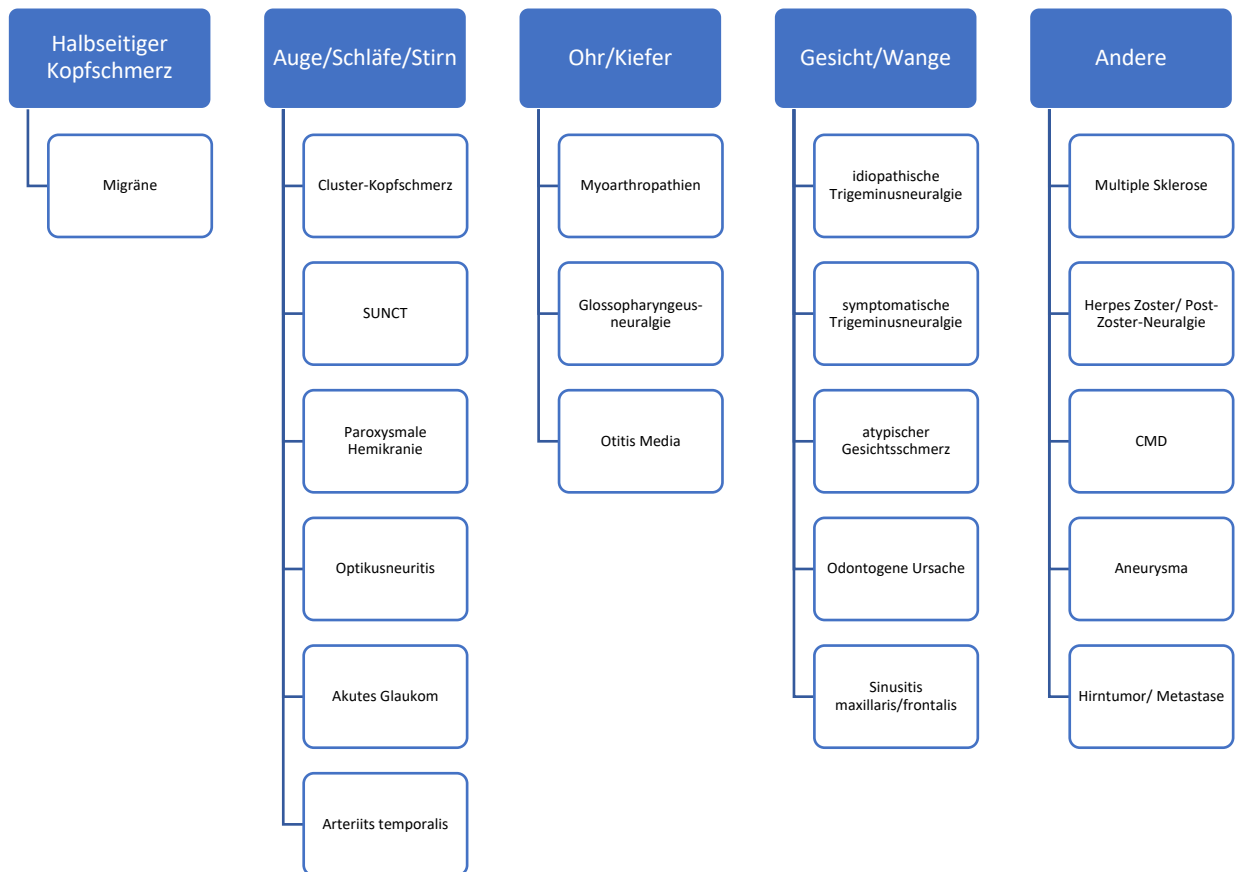 Halbseitiger
Kopfschmerz
Migräne
Auge/Schläfe/Stirn
Cluster-Kopfschmerz
SUNCT
Paroxysmale
Hemikranie
Optikusneuritis
Akutes Glaukom
Arteriits temporalis
Ohr/Kiefer
Myoarthropathien
Glossopharyngeus-
neuralgie
Otitis Media
Gesicht/Wange
idiopathische
Trigeminusneuralgie
symptomatische
Trigeminusneuralgie
atypischer
Gesichtsschmerz
Odontogene Ursache
Sinusitis
maxillaris/frontalis
Andere
Multiple Sklerose
Herpes Zoster/ Post-
Zoster-Neuralgie
CMD
Aneurysma
Hirntumor/ Metastase